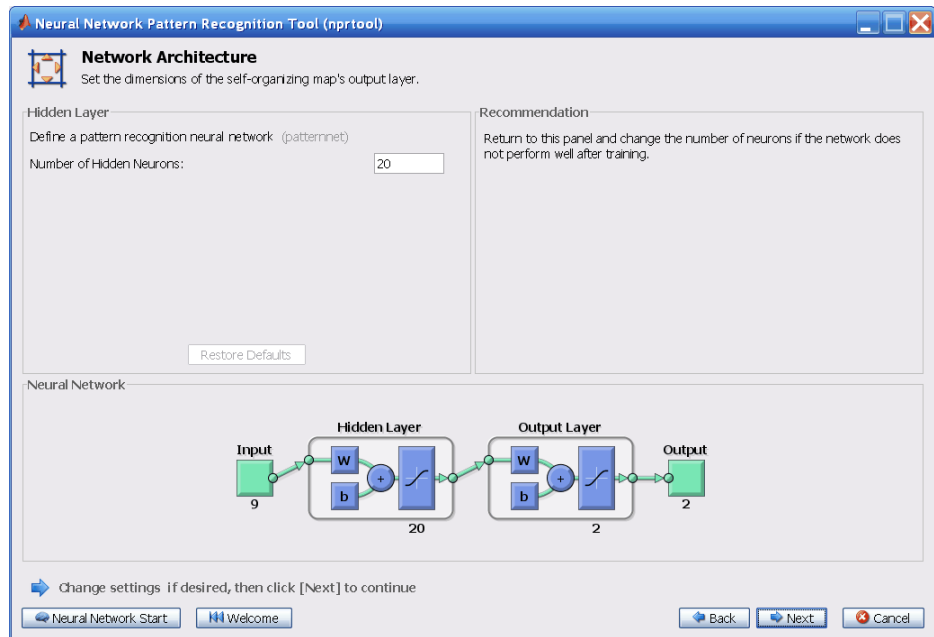 Neural Network Pattern Recognition Tool (nprtool)
Network Architecture
Set the dimensions of the self-organizing map's output layer.
Hidden Layer
Define a pattern recognition neural network (patternnet)
Number of Hidden Neurons: 20
Restore Defaults
Recommendation
Return to this panel and change the number of neurons if the network does
not perform well after training.
Neural Network
Hidden Layer Output Layer
Input Output
W W
+ +
b b
9 2
20 2
Change settings if desired, then click [Next] to continue
Neural Network Start Welcome Back Next Cancel